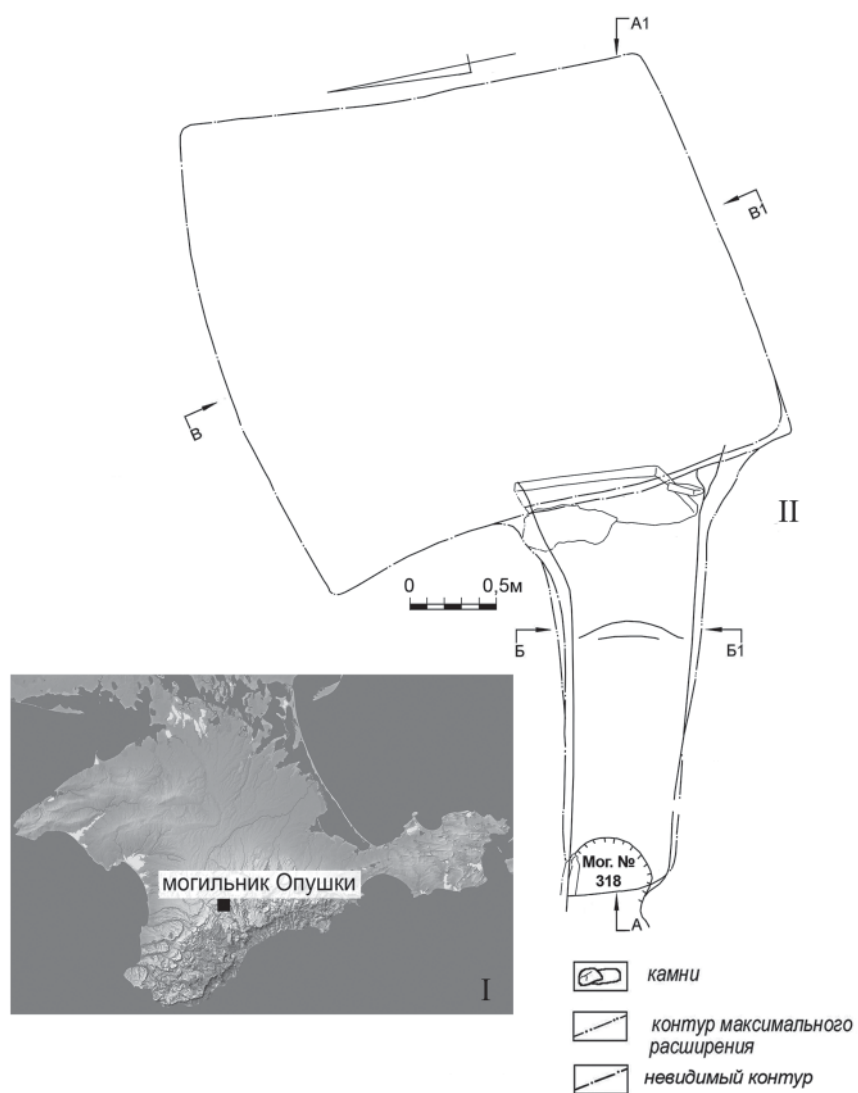 А1
В1
В
II
0 0,5м
Б
Б1
могильник Опушки
I
Мог. №
318
А
камни
контур максимального
расширения
невидимый контур